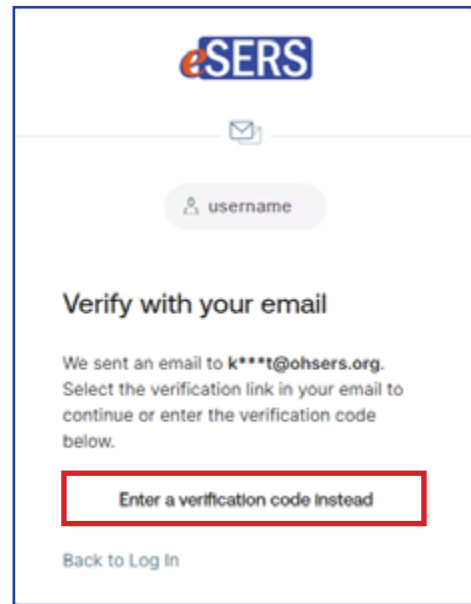 eSERS
username
Verify with your email
We sent an email to k***t@ohsers.org.
Select the verification link in your email to
continue or enter the verification code
below.
Enter a verification code instead
Back to Log In